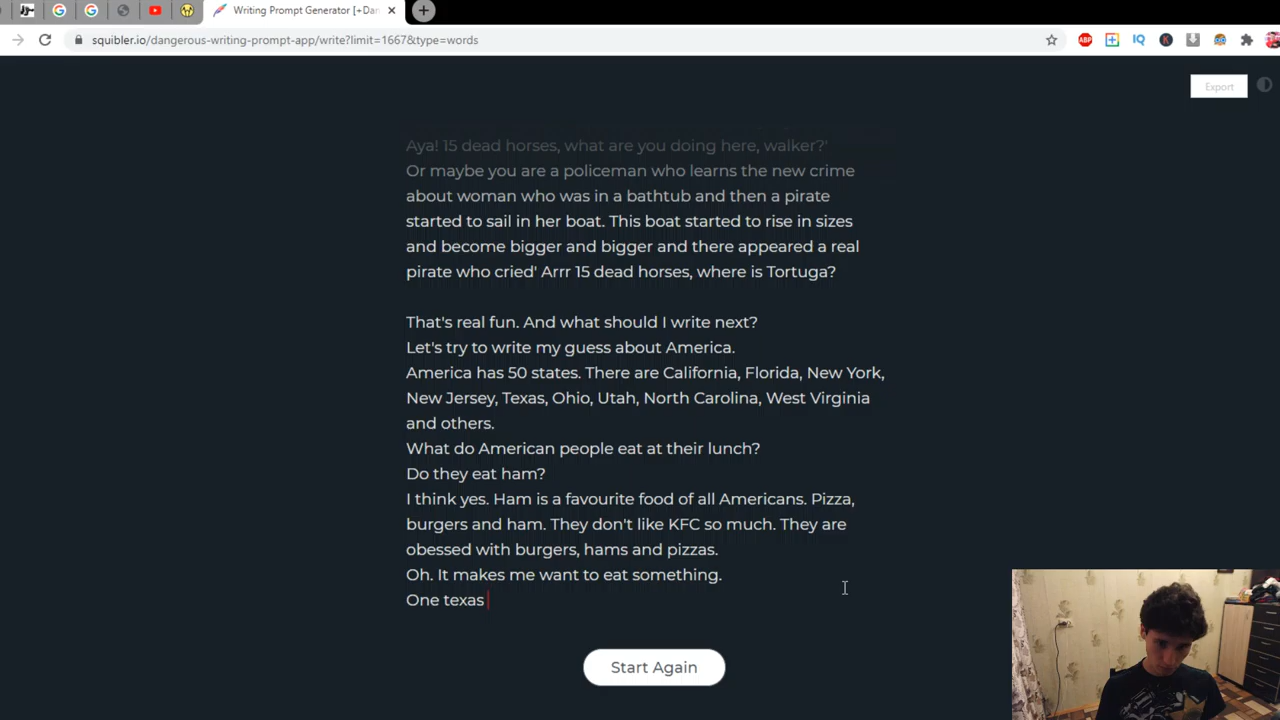 Writing Prompt Generator [+Dan
squibler.io/dangerous-writing-prompt-app/write?limit=1667&type=words
ABP
IQ
K
Export
Aya! 15 dead horses, what are you doing here, walker?'
Or maybe you are a policeman who learns the new crime
about woman who was in a bathtub and then a pirate
started to sail in her boat. This boat started to rise in sizes
and become bigger and bigger and there appeared a real
pirate who cried' Arrr 15 dead horses, where is Tortuga?
That's real fun. And what should I write next?
Let's try to write my guess about America.
America has 50 states. There are California, Florida, New York,
New Jersey, Texas, Ohio, Utah, North Carolina, West Virginia
and others.
What do American people eat at their lunch?
Do they eat ham?
I think yes. Ham is a favourite food of all Americans. Pizza,
burgers and ham. They don't like KFC so much. They are
obessed with burgers, hams and pizzas.
Oh. It makes me want to eat something.
One texas
Start Again